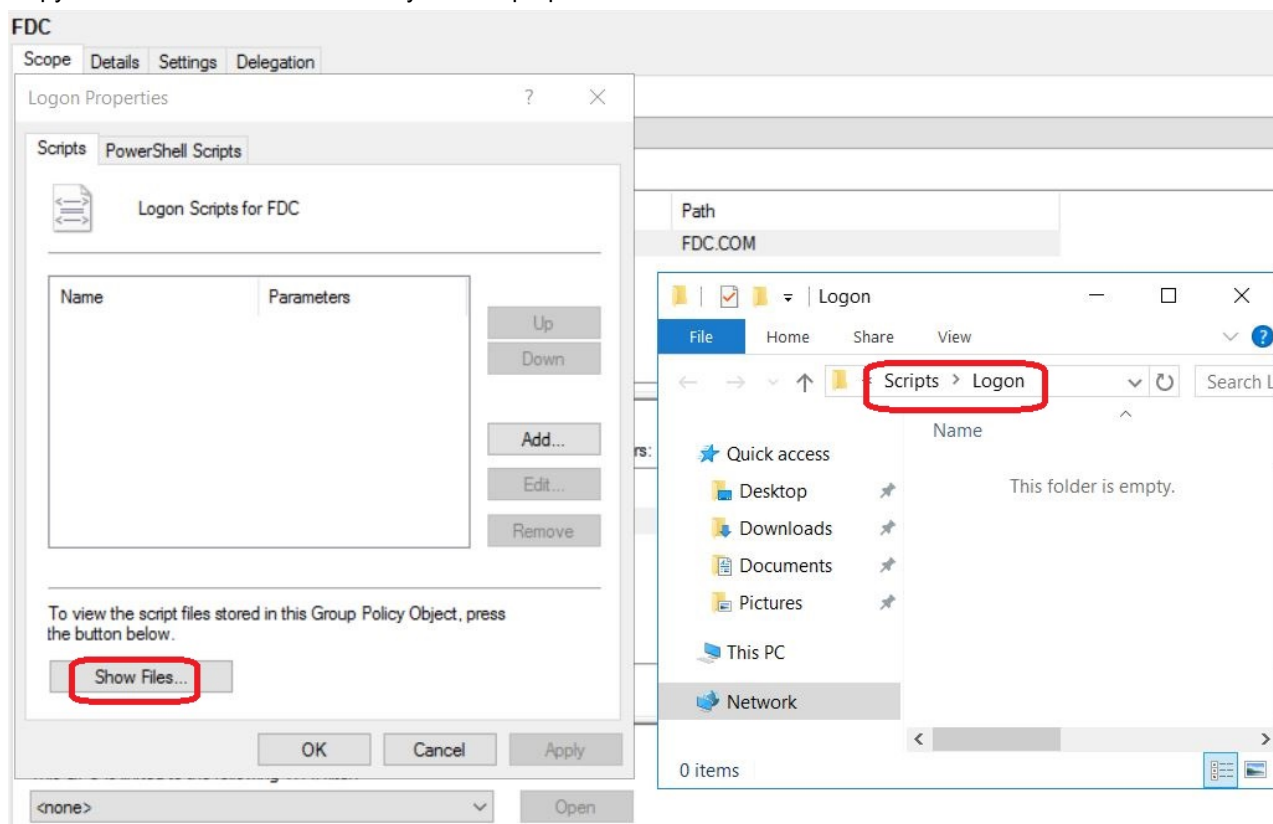 FDC
Scope Details Settings Delegation
Logon Properties ?
Scripts PowerShell Scripts
Logon Scripts for FDC
Name Parameters
Up
Down
Add...
Edit...
Remove
To view the script files stored in this Group Policy Object, press
the button below.
Show Files...
OK Cancel Apply
<none> Open
Path
FDC.COM
rs:
Logon
File Home Share View ?
Scripts > Logon Search L
Name
This folder is empty.
Quick access
Desktop
Downloads
Documents
Pictures
This PC
Network
0 items